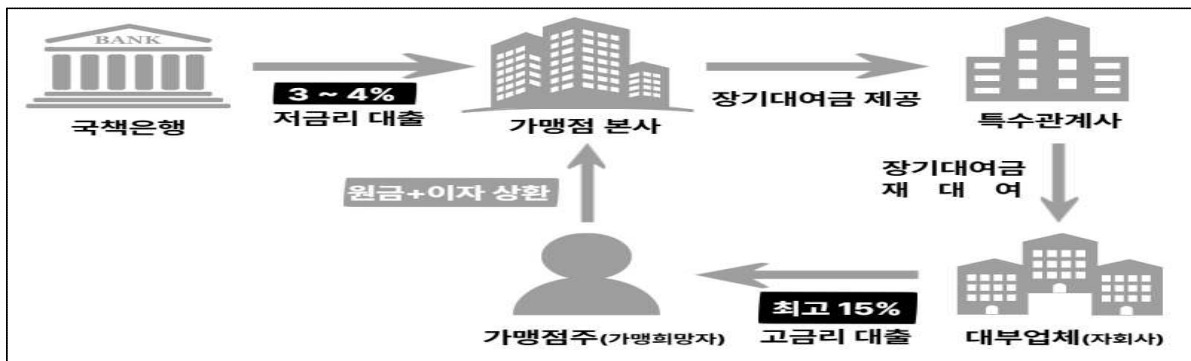 BANK
국책은행
3 ~ 4%
저금리 대출
가맹점 본사
장기대여금 제공
특수관계사
장기대여금
재 대 여
원금+이자 상환
가맹점주(가맹희망자)
최고 15%
고금리 대출
대부업체(자회사)